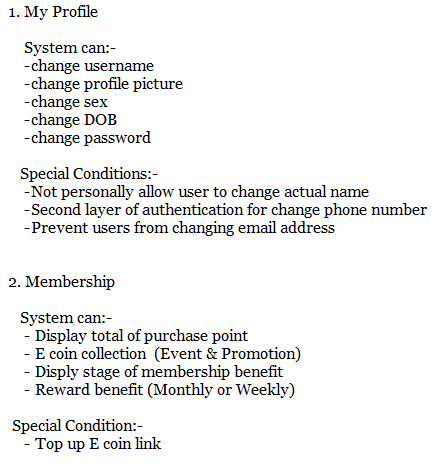 1. My Profile
System can:-
-change username
-change profile picture
-change sex
-change DOB
-change password
Special Conditions:-
-Not personally allow user to change actual name
-Second layer of authentication for change phone number
-Prevent users from changing email address
2. Membership
System can:-
- Display total of purchase point
- E coin collection  (Event & Promotion)
- Disply stage of membership benefit
- Reward benefit (Monthly or Weekly)
Special Condition:-
- Top up E coin link